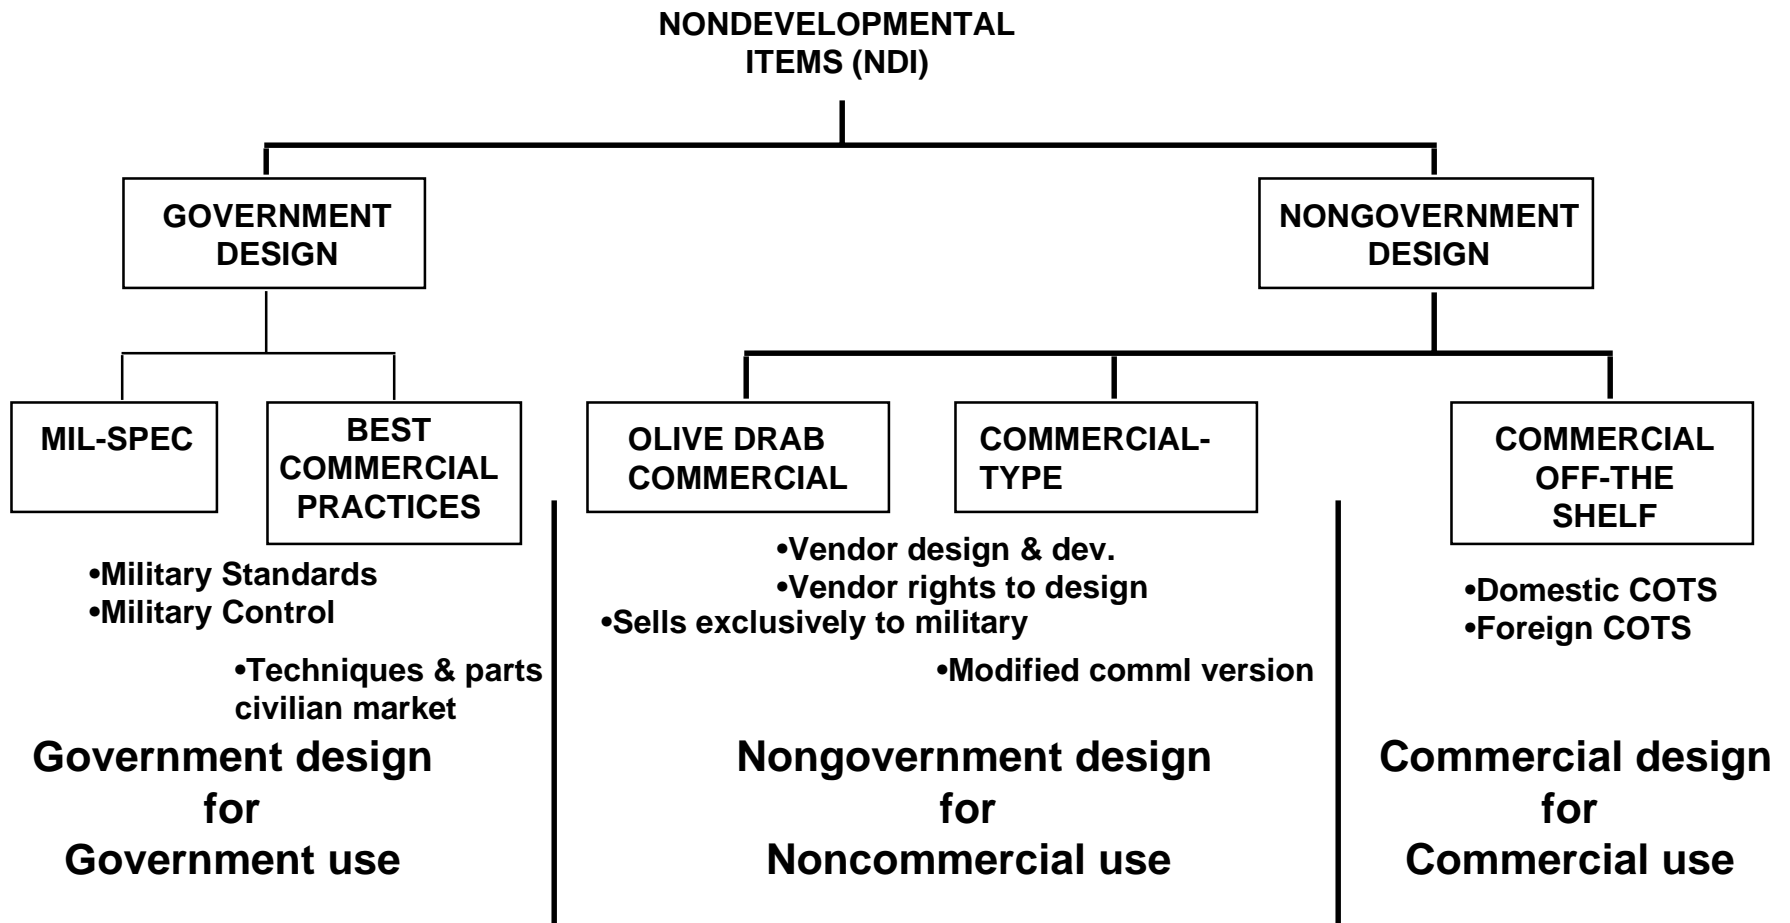 NONDEVELOPMENTAL
ITEMS (NDI)
GOVERNMENT
DESIGN
NONGOVERNMENT
DESIGN
MIL-SPEC
BEST
COMMERCIAL
PRACTICES
OLIVE DRAB
COMMERCIAL
COMMERCIAL-
TYPE
COMMERCIAL
OFF-THE
SHELF
•Military Standards
•Military Control
•Techniques & parts
civilian market
•Vendor design & dev.
•Vendor rights to design
•Sells exclusively to military
•Modified comml version
•Domestic COTS
•Foreign COTS
Government design
for
Government use
Nongovernment design
for
Noncommercial use
Commercial design
for
Commercial use